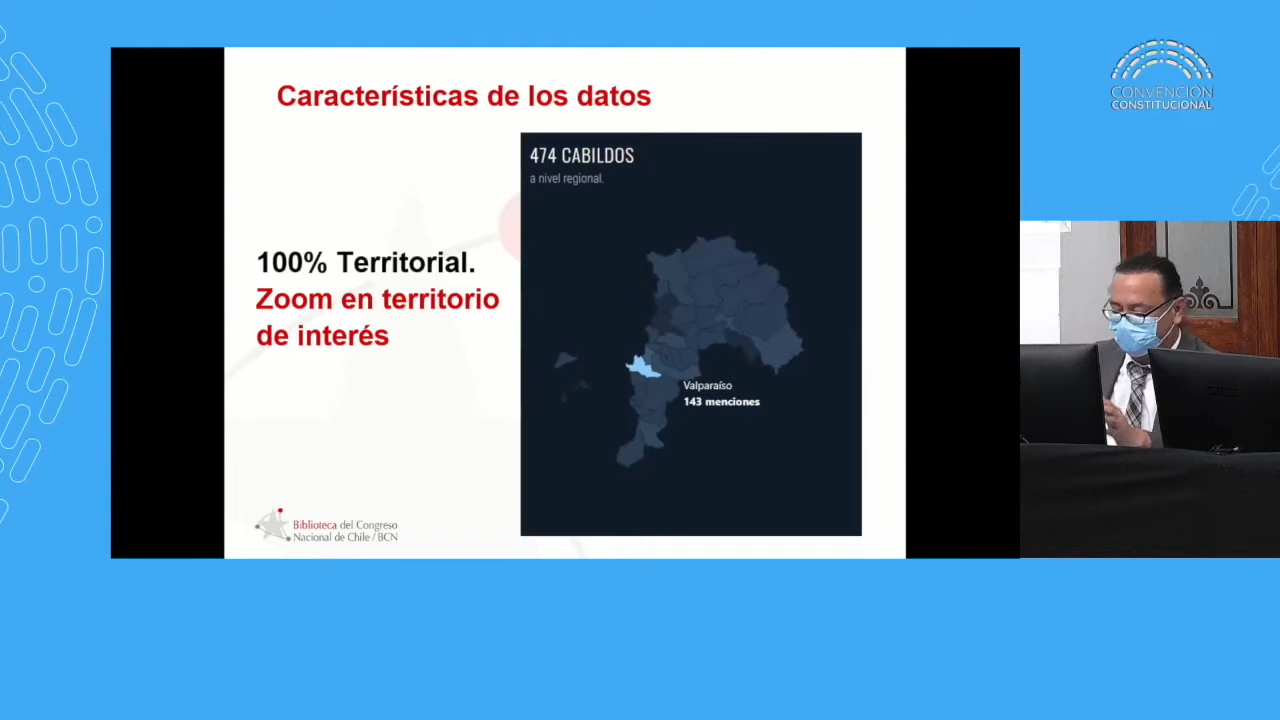 Características de los datos
474 CABILDOS
a nivel regional.
100% Territorial.
Zoom en territorio
de interés
Valparaíso
143 menciones
Biblioteca del Congreso
Nacional de Chile / BCN
CONVENCIÓN
CONSTITUCIONAL